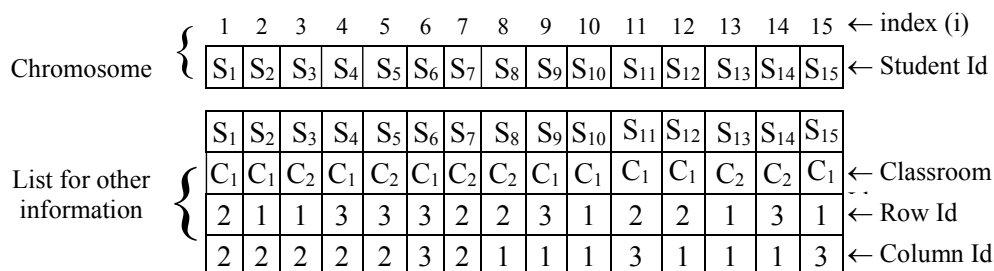 1 2 3 4 5 6 7 8 9 10 11 12 13 14 15 ← index (i)
Chromosome { S₁ S₂ S₃ S₄ S₅ S₆ S₇ S₈ S₉ S₁₀ S₁₁ S₁₂ S₁₃ S₁₄ S₁₅ ← Student Id
S₁ S₂ S₃ S₄ S₅ S₆ S₇ S₈ S₉ S₁₀ S₁₁ S₁₂ S₁₃ S₁₄ S₁₅
List for other information { C₁ C₁ C₂ C₁ C₂ C₁ C₂ C₂ C₁ C₁ C₁ C₁ C₂ C₂ C₁ ← Classroom
2 1 1 3 3 3 2 2 3 1 2 2 1 3 1 ← Row Id
2 2 2 2 2 3 2 1 1 1 3 1 1 1 3 ← Column Id